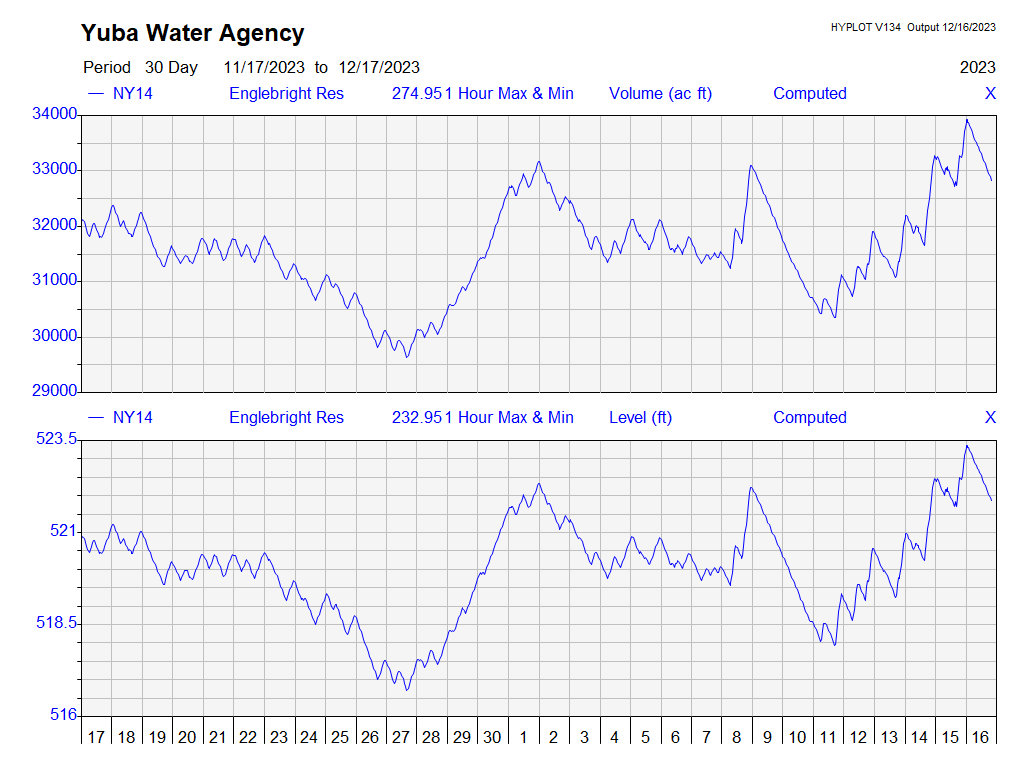 Yuba Water Agency
HYPLOT V134 Output 12/16/2023
Period 30 Day 11/17/2023 to 12/17/2023 2023
NY14 Englebright Res 274.951 Hour Max & Min Volume (ac ft) Computed X
34000
33000
32000
31000
30000
29000
NY14 Englebright Res 232.951 Hour Max & Min Level (ft) Computed X
523.5
521
518.5
516
17 18 19 20 21 22 23 24 25 26 27 28 29 30 1 2 3 4 5 6 7 8 9 10 11 12 13 14 15 16